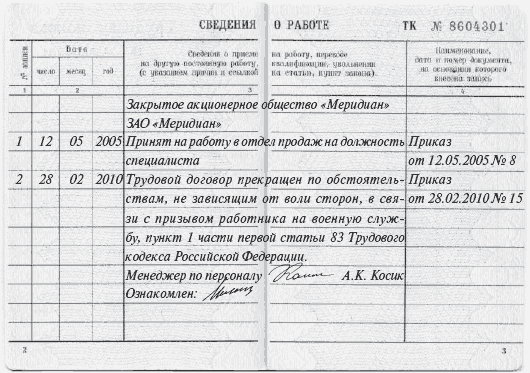 СВЕДЕНИЯ О РАБОТЕ ТК № 8604301
№ записи Дата Сведения о приеме на работу, переводе Наименование,
на другую постоянную работу, квалификации, увольнении дата и номер документа,
(с указанием причин и ссылкой на статью, пункт закона). на основании которого
число месяц год внесена запись
1 2 3 4
Закрытое акционерное общество «Меридиан»
ЗАО «Меридиан»
1 12 05 2005 Принят на работу в отдел продаж на должность Приказ
специалиста от 12.05.2005 № 8
2 28 02 2010 Трудовой договор прекращен по обстоятель- Приказ
ствам, не зависящим от воли сторон, в свя- от 28.02.2010 № 15
зи с призывом работника на военную служ-
бу, пункт 1 части первой статьи 83 Трудового
кодекса Российской Федерации.
Менеджер по персоналу А.К. Косик
Ознакомлен:
2 3